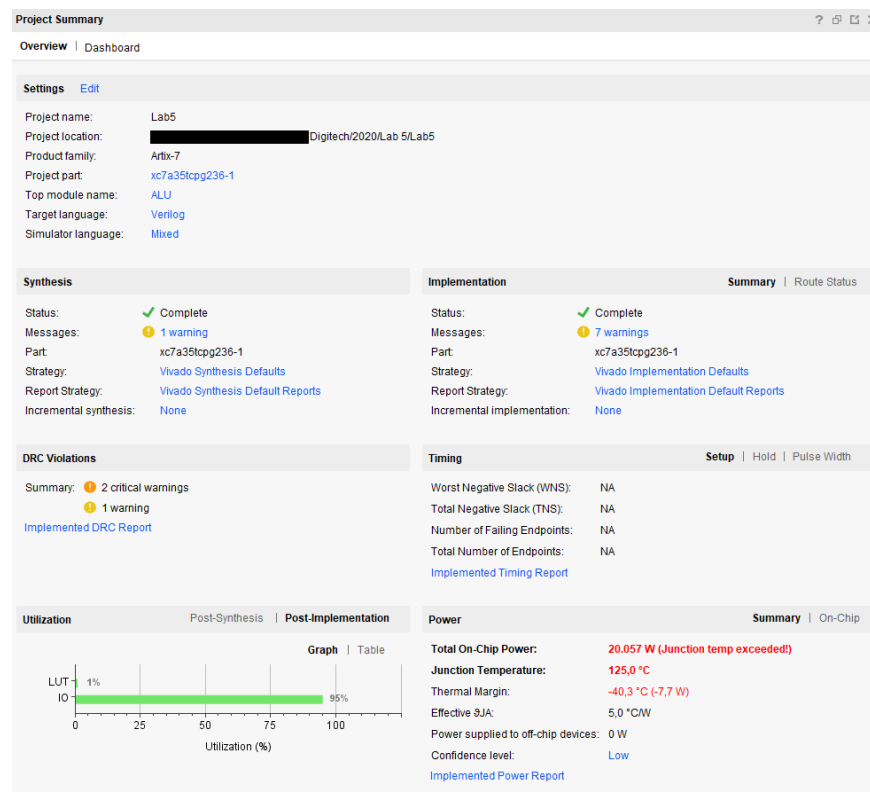 Project Summary
Overview | Dashboard
Settings Edit
Project name: Lab5
Project location: Digitech/2020/Lab 5/Lab5
Product family: Artix-7
Project part: xc7a35tcpg236-1
Top module name: ALU
Target language: Verilog
Simulator language: Mixed
Synthesis
Status: Complete
Messages: 1 warning
Part: xc7a35tcpg236-1
Strategy: Vivado Synthesis Defaults
Report Strategy: Vivado Synthesis Default Reports
Incremental synthesis: None
Implementation Summary | Route Status
Status: Complete
Messages: 7 warnings
Part: xc7a35tcpg236-1
Strategy: Vivado Implementation Defaults
Report Strategy: Vivado Implementation Default Reports
Incremental implementation: None
DRC Violations
Summary: 2 critical warnings
1 warning
Implemented DRC Report
Timing Setup | Hold | Pulse Width
Worst Negative Slack (WNS): NA
Total Negative Slack (TNS): NA
Number of Failing Endpoints: NA
Total Number of Endpoints: NA
Implemented Timing Report
Utilization Post-Synthesis | Post-Implementation
Graph | Table
LUT 1%
IO 95%
0 25 50 75 100
Utilization (%)
Power Summary | On-Chip
Total On-Chip Power: 20.057 W (Junction temp exceeded!)
Junction Temperature: 125,0 °C
Thermal Margin: -40,3 °C (-7,7 W)
Effective ϑJA: 5,0 °C/W
Power supplied to off-chip devices: 0 W
Confidence level: Low
Implemented Power Report